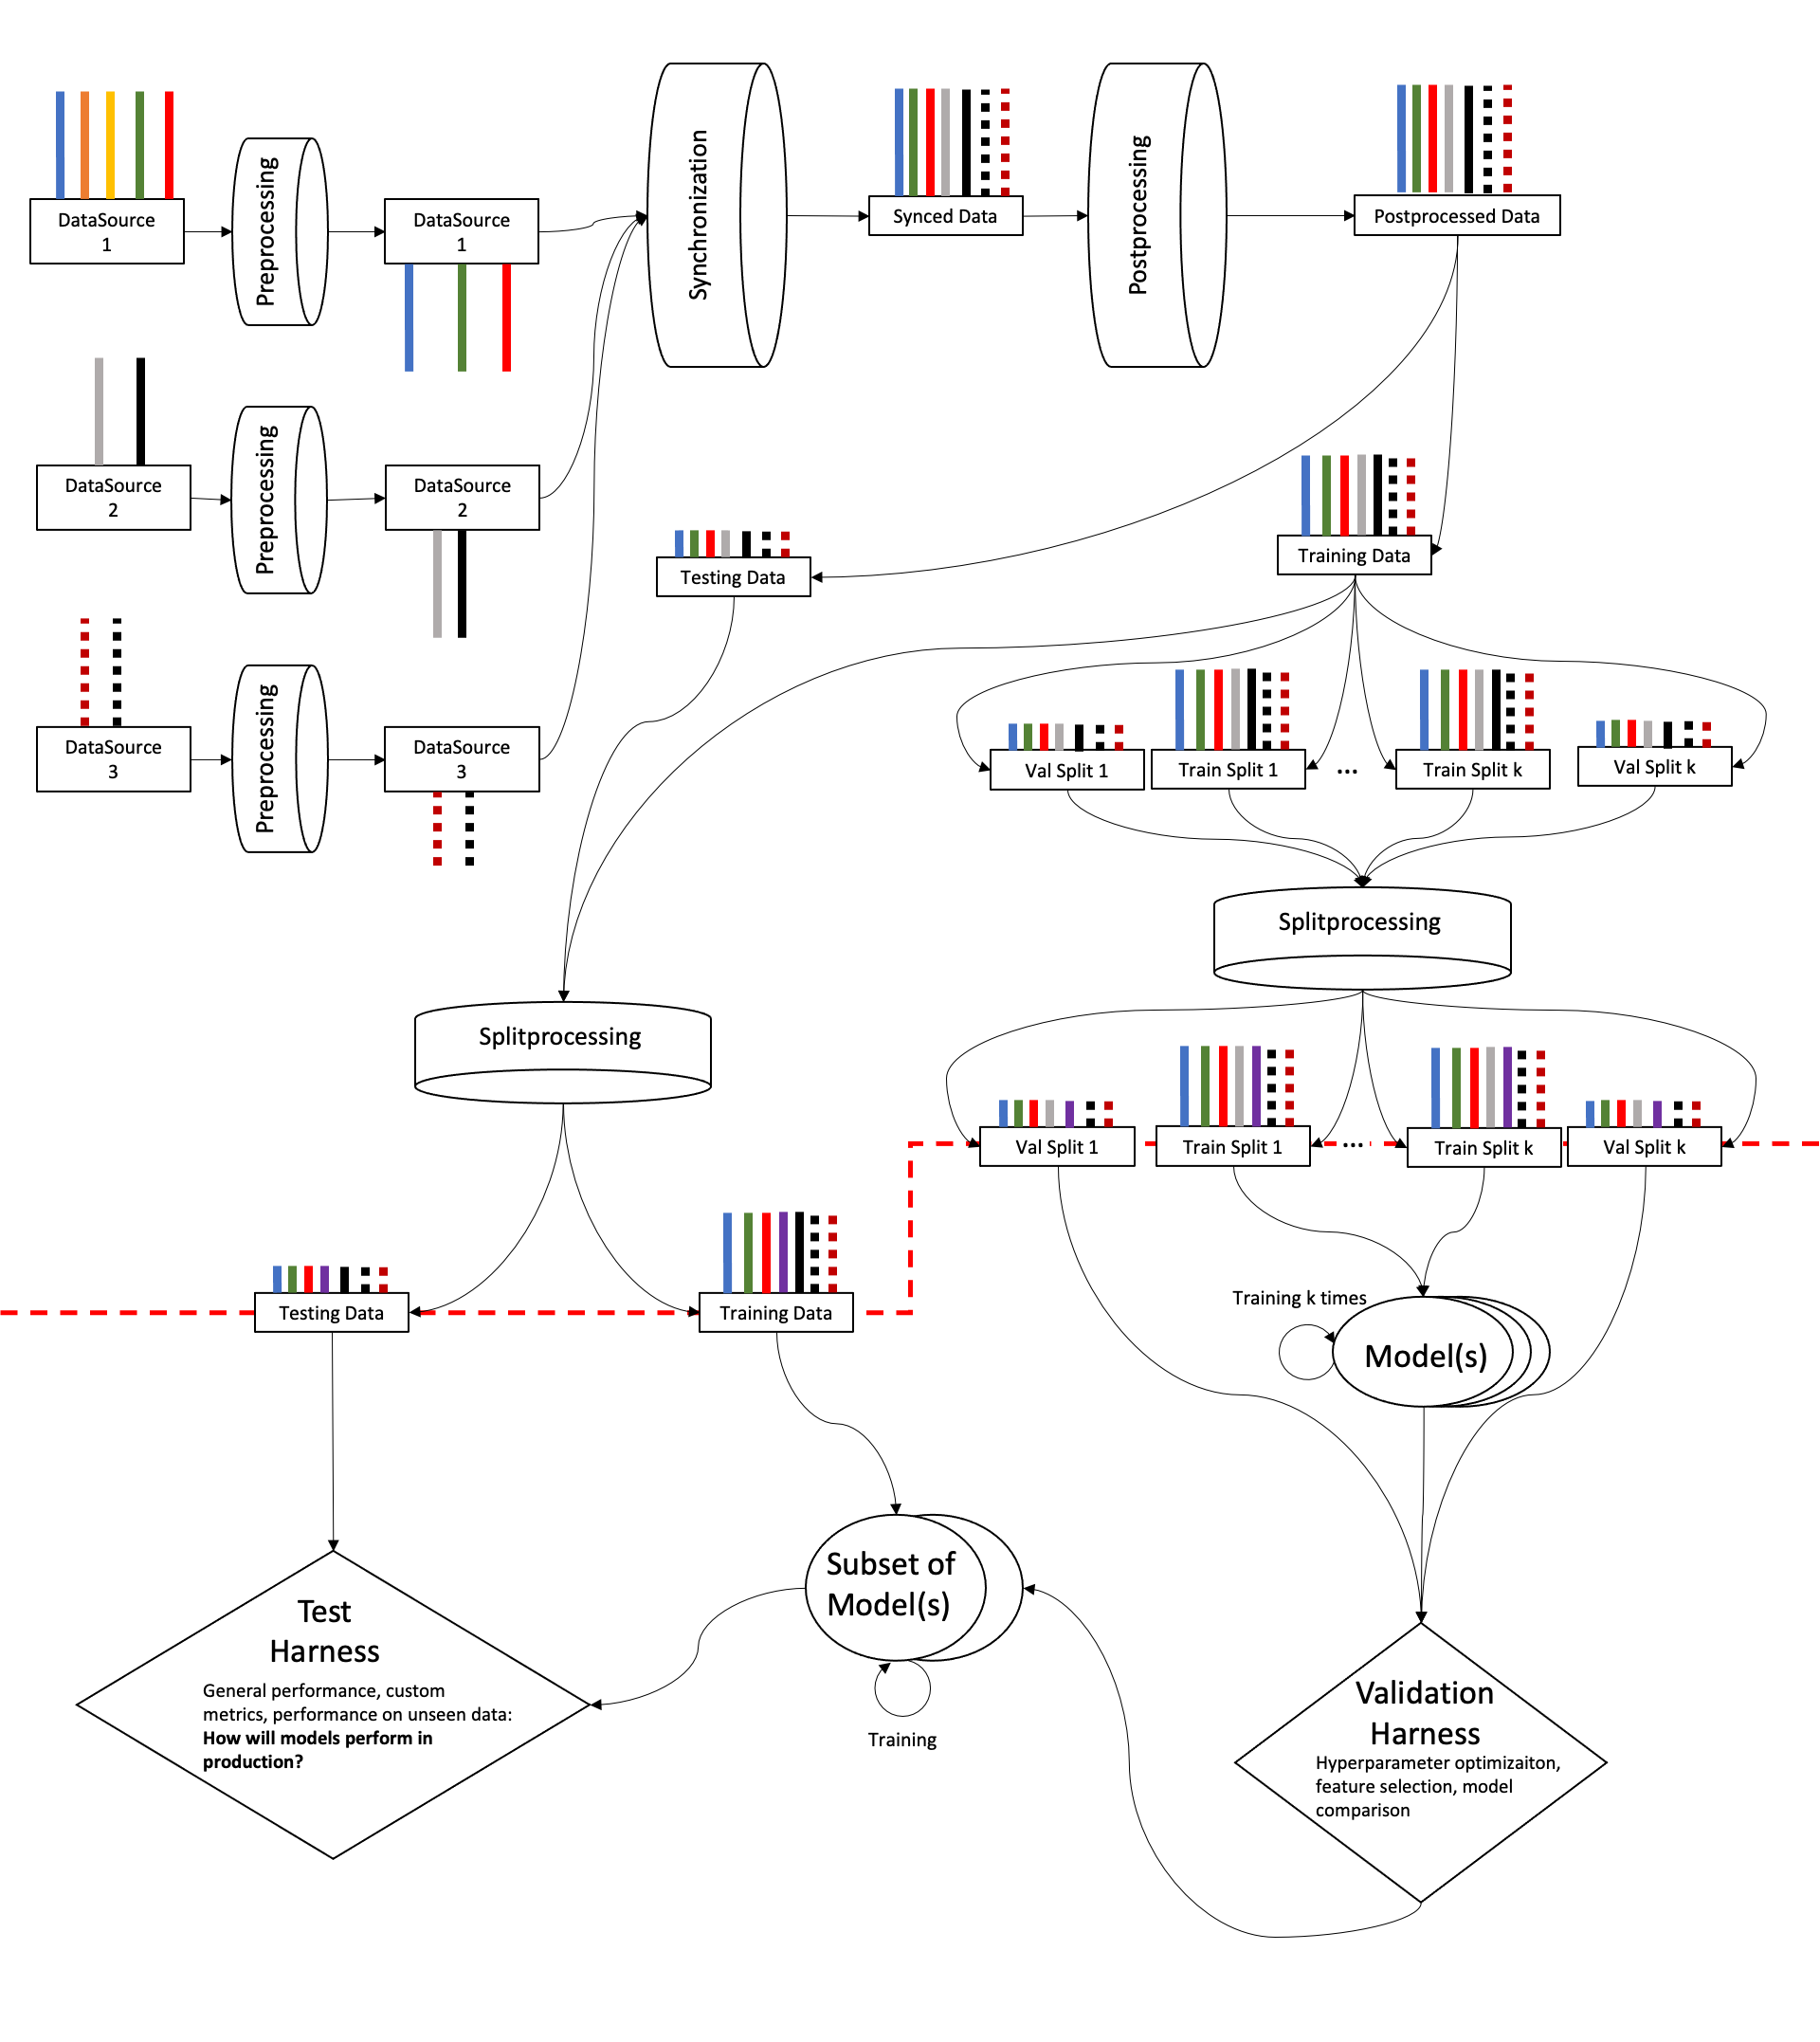 DataSource
1
Preprocessing
DataSource
1
Synchronization
Synced Data
Postprocessing
Postprocessed Data
DataSource
2
Preprocessing
DataSource
2
Testing Data
Training Data
DataSource
3
Preprocessing
DataSource
3
Val Split 1
Train Split 1
...
Train Split k
Val Split k
Splitprocessing
Splitprocessing
Val Split 1
Train Split 1
...
Train Split k
Val Split k
Testing Data
Training Data
Training k times
Model(s)
Subset of
Model(s)
Training
Test
Harness
General performance, custom
metrics, performance on unseen data:
How will models perform in
production?
Validation
Harness
Hyperparameter optimizaiton,
feature selection, model
comparison